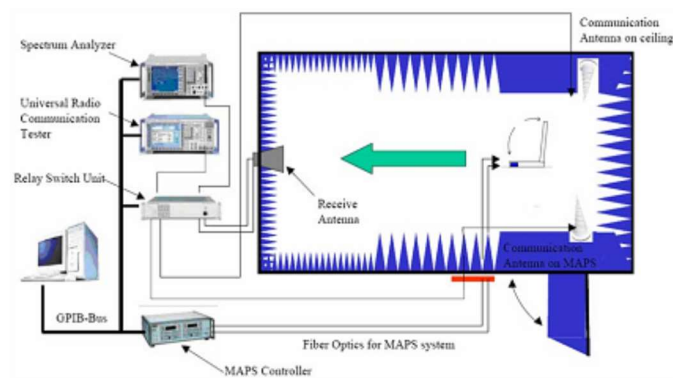 Spectrum Analyzer
Communication
Antenna on ceiling
Universal Radio
Communication
Tester
Relay Switch Unit
Receive
Antenna
Communication
Antenna on MAPS
GPIB-Bus
Fiber Optics for MAPS system
MAPS Controller